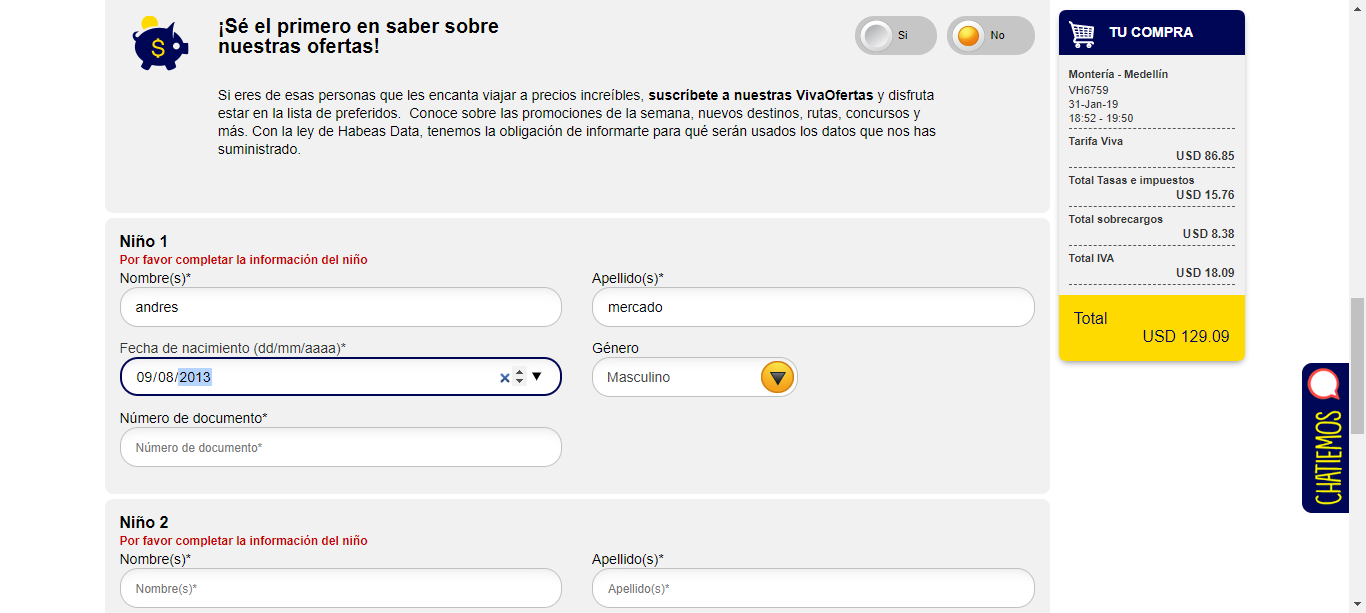 ¡Sé el primero en saber sobre
nuestras ofertas!
Si
No
Si eres de esas personas que les encanta viajar a precios increíbles, suscríbete a nuestras VivaOfertas y disfruta
estar en la lista de preferidos. Conoce sobre las promociones de la semana, nuevos destinos, rutas, concursos y
más. Con la ley de Habeas Data, tenemos la obligación de informarte para qué serán usados los datos que nos has
suministrado.
Niño 1
Por favor completar la información del niño
Nombre(s)*
Apellido(s)*
andres
mercado
Fecha de nacimiento (dd/mm/aaaa)*
Género
09/08/2013
Masculino
Número de documento*
Número de documento*
Niño 2
Por favor completar la información del niño
Nombre(s)*
Apellido(s)*
Nombre(s)*
Apellido(s)*
TU COMPRA
Montería - Medellín
VH6759
31-Jan-19
18:52 - 19:50
Tarifa Viva
USD 86.85
Total Tasas e impuestos
USD 15.76
Total sobrecargos
USD 8.38
Total IVA
USD 18.09
Total
USD 129.09
CHATIEMOS